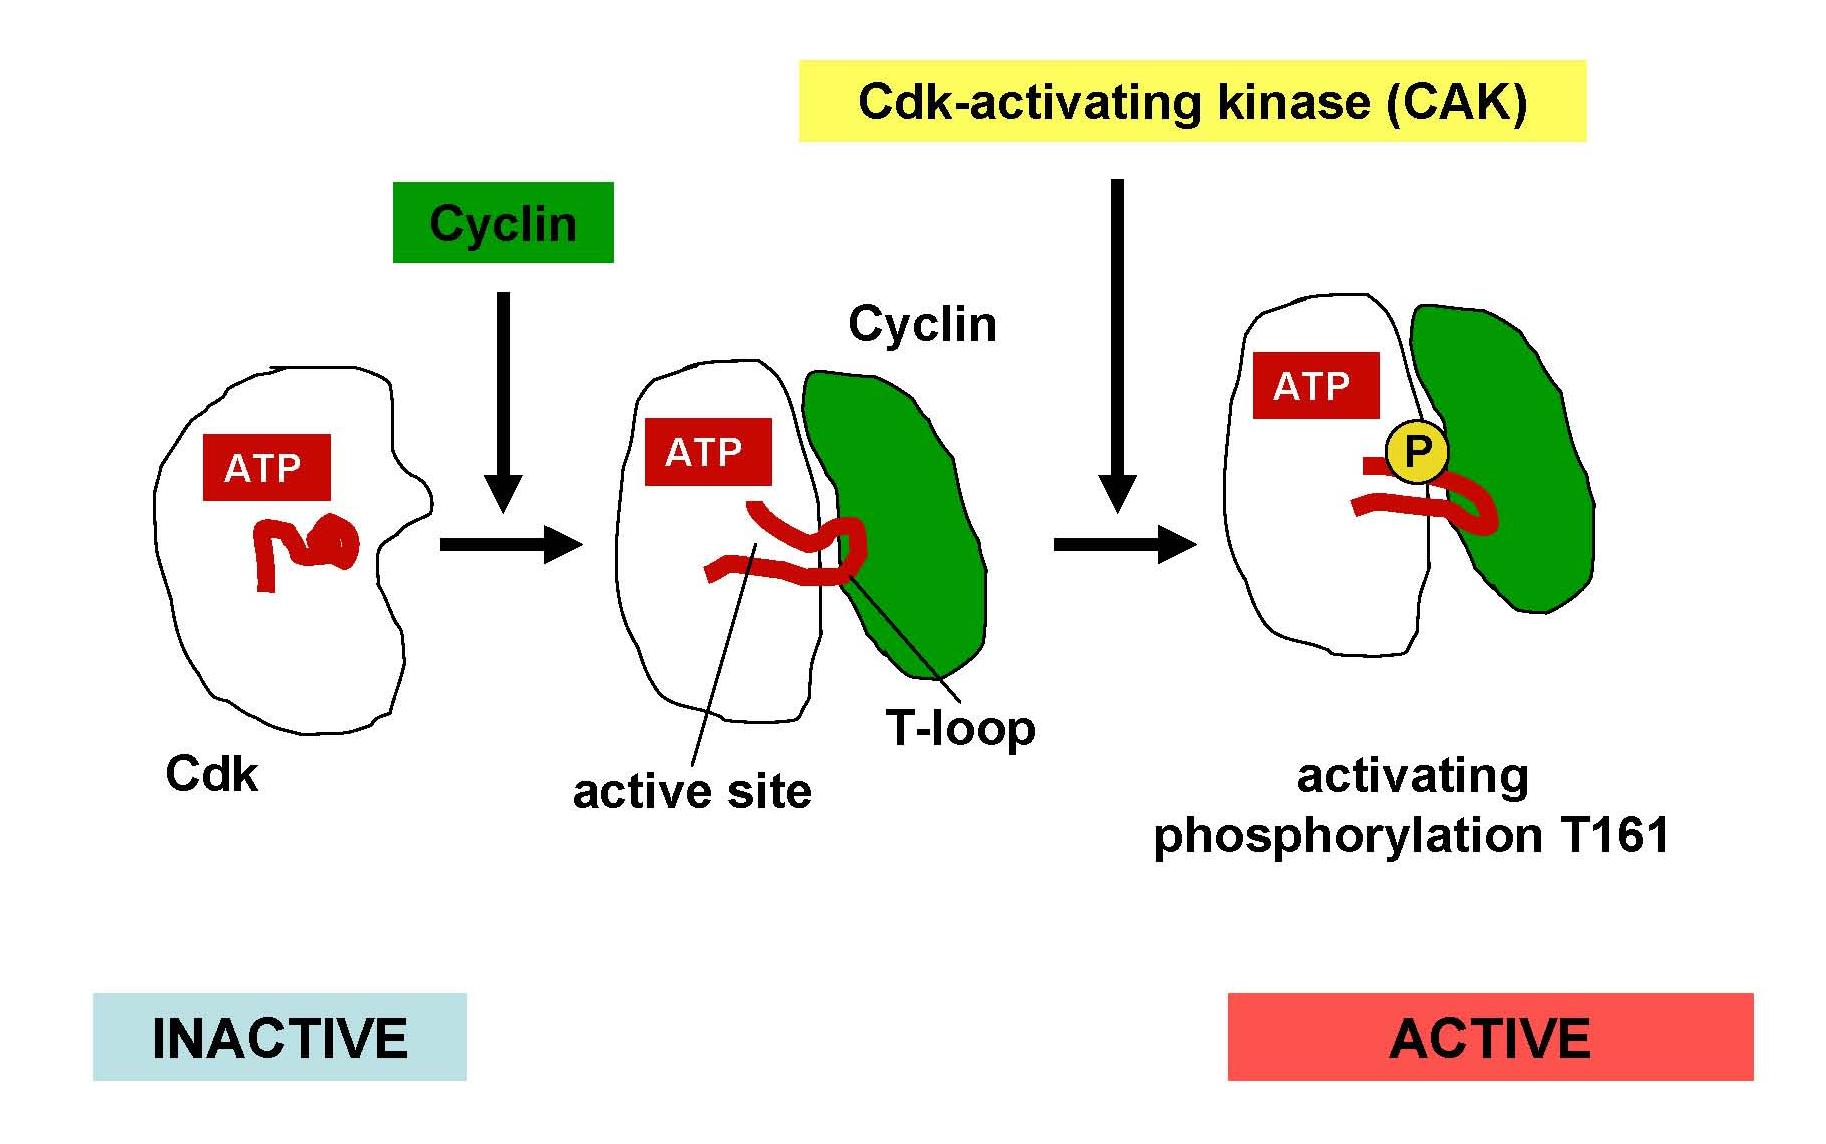 Cdk-activating kinase (CAK)
Cyclin
Cyclin
ATP
ATP
ATP
P
T-loop
Cdk
active site
activating
phosphorylation T161
INACTIVE
ACTIVE